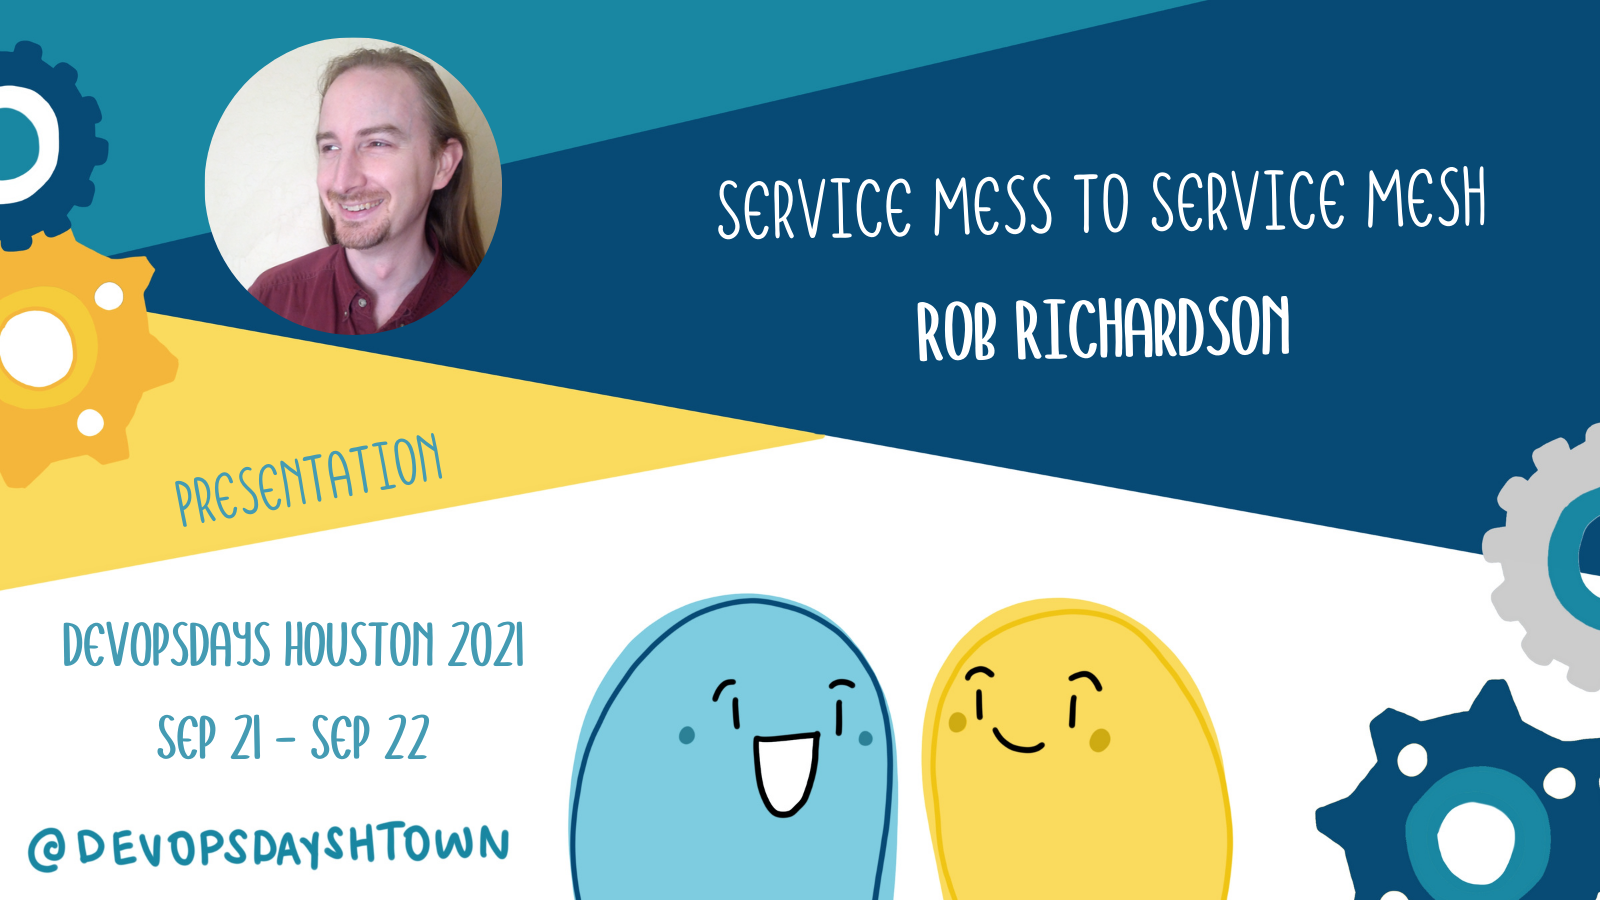 SERVICE MESS TO SERVICE MESH
ROB RICHARDSON
PRESENTATION
DEVOPSDAYS HOUSTON 2021
SEP 21 - SEP 22
@DEVOPSDAYSHTOWN